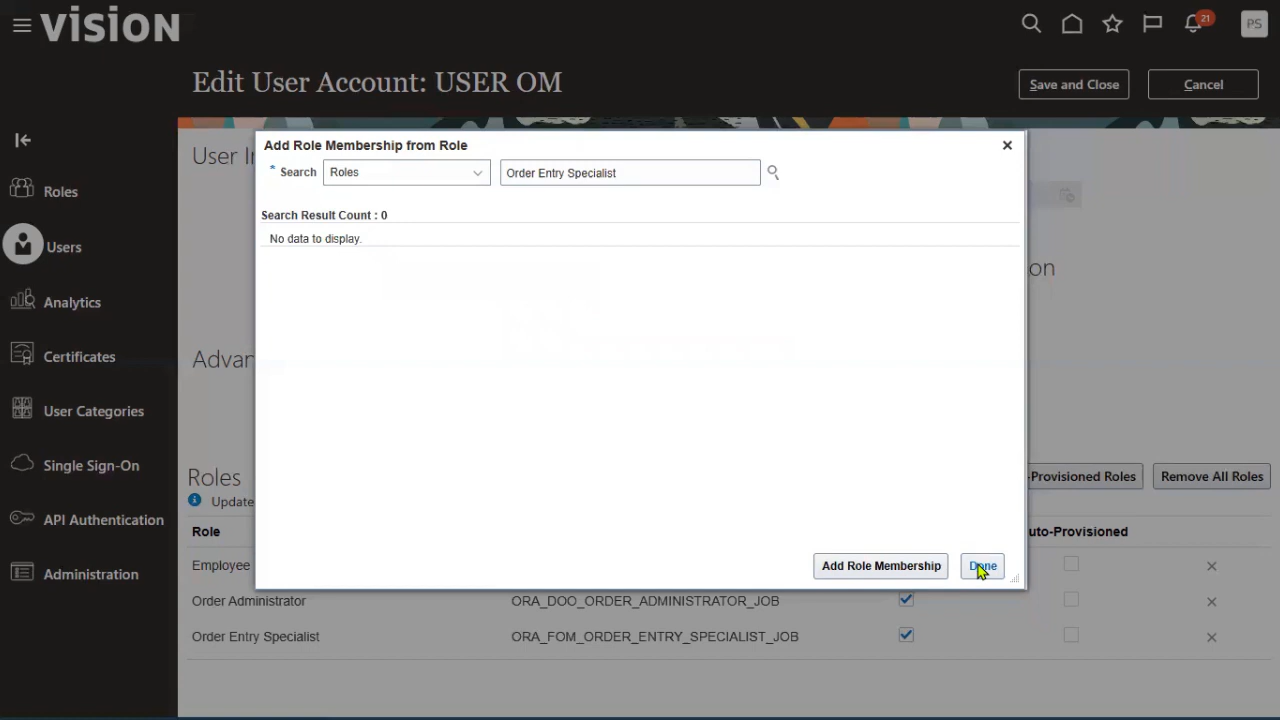 VISION
21
PS
Edit User Account: USER OM
Save and Close
Cancel
Roles
Users
Analytics
Certificates
User Categories
Single Sign-On
API Authentication
Administration
User I
on
Advan
Add Role Membership from Role
* Search
Roles
Order Entry Specialist
Search Result Count : 0
No data to display.
Add Role Membership
Done
Roles
-Provisioned Roles
Remove All Roles
Update
Role
uto-Provisioned
Employee
Order Administrator
ORA_DOO_ORDER_ADMINISTRATOR_JOB
Order Entry Specialist
ORA_FOM_ORDER_ENTRY_SPECIALIST_JOB